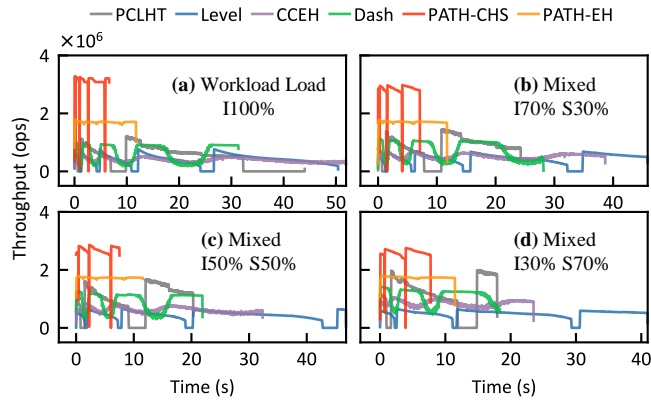 PCLHT Level CCEH Dash PATH-CHS PATH-EH
×10⁶
4
2
0
(a) Workload Load
I100%
0 10 20 30 40 50
(b) Mixed
I70% S30%
0 10 20 30 40
Throughput (ops)
4
2
0
(c) Mixed
I50% S50%
0 10 20 30 40
(d) Mixed
I30% S70%
0 10 20 30 40
Time (s) Time (s)